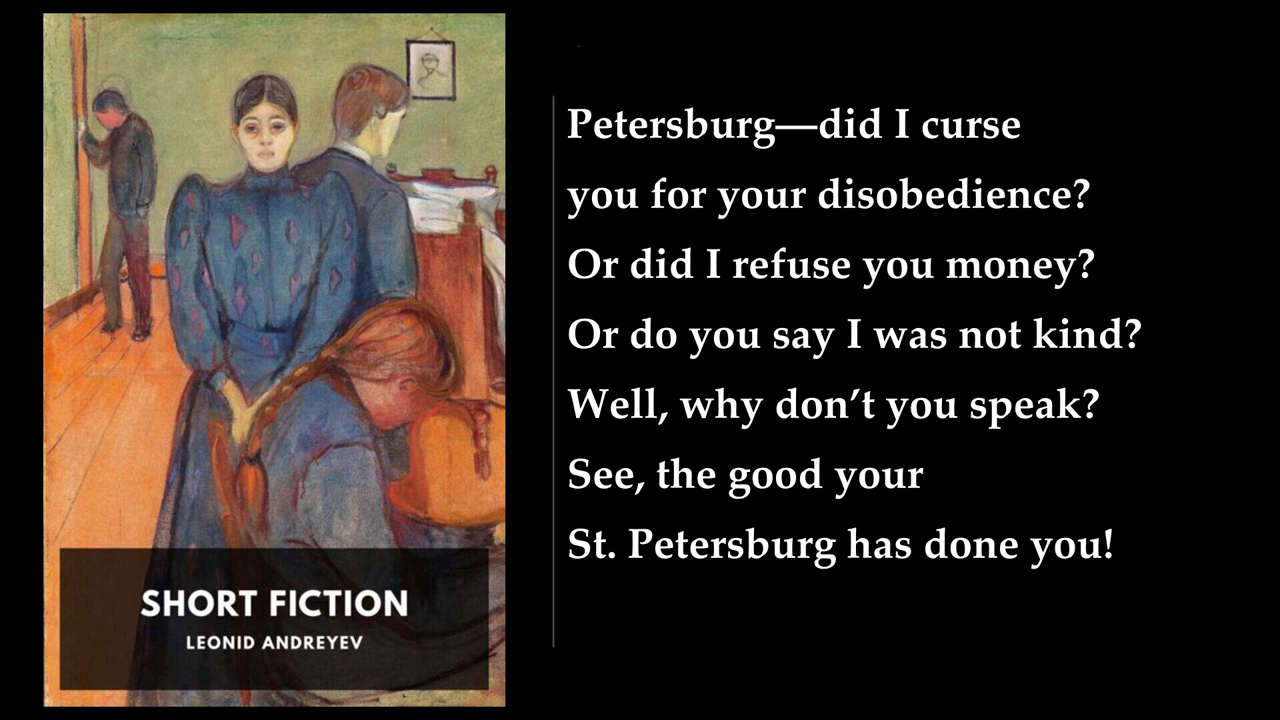 SHORT FICTION
LEONID ANDREYEV
Petersburg—did I curse
you for your disobedience?
Or did I refuse you money?
Or do you say I was not kind?
Well, why don’t you speak?
See, the good your
St. Petersburg has done you!